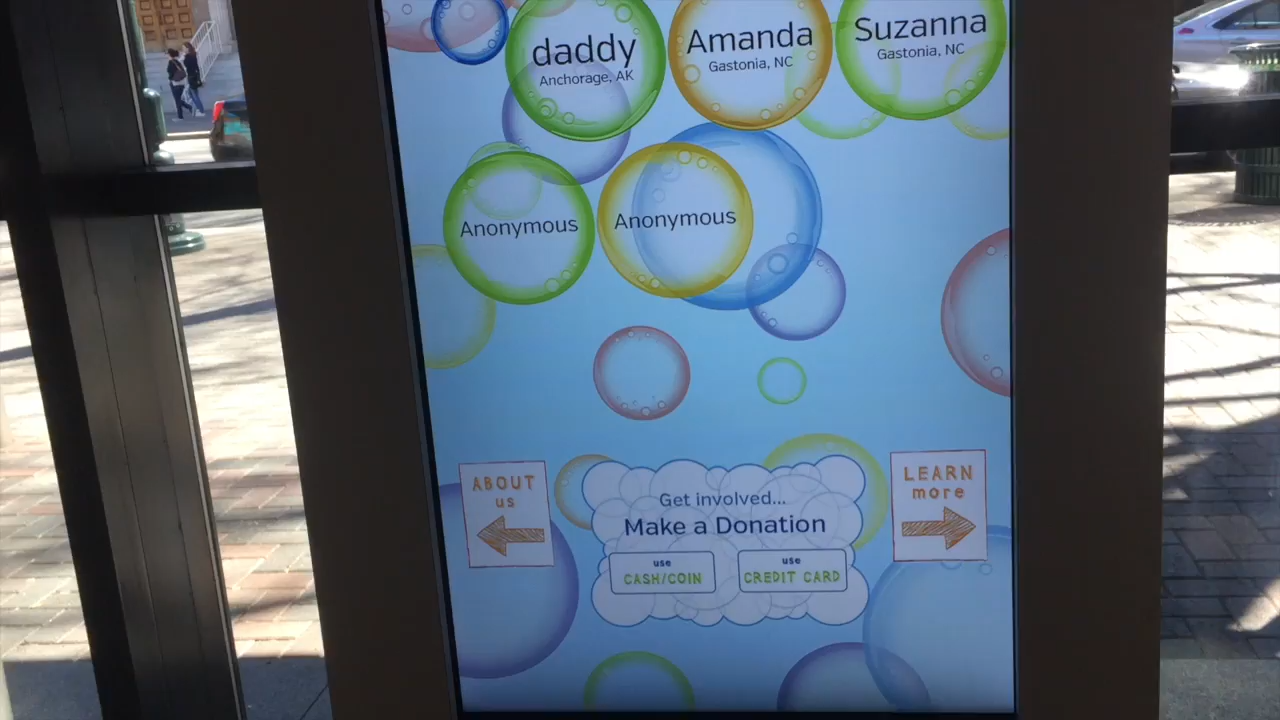 daddy
Anchorage, AK
Amanda
Gastonia, NC
Suzanna
Gastonia, NC
Anonymous
Anonymous
ABOUT
us
Get involved...
Make a Donation
use
CASH/COIN
use
CREDIT CARD
LEARN
more